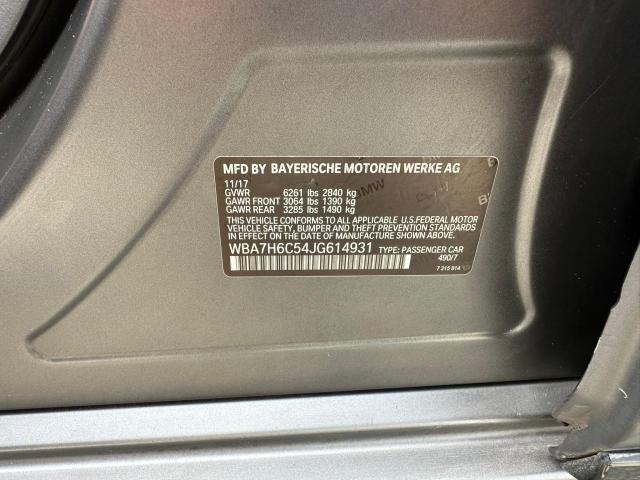 MFD BY BAYERISCHE MOTOREN WERKE AG
11/17
GVWR 6261 lbs 2840 kg
GAWR FRONT 3064 lbs 1390 kg
GAWR REAR 3285 lbs 1490 kg
THIS VEHICLE CONFORMS TO ALL APPLICABLE U.S.FEDERAL MOTOR
VEHICLE SAFETY, BUMPER, AND THEFT PREVENTION STANDARDS
IN EFFECT ON THE DATE OF MANUFACTURE SHOWN ABOVE.
WBA7H6C54JG614931 TYPE: PASSENGER CAR
490/7
7 215 814